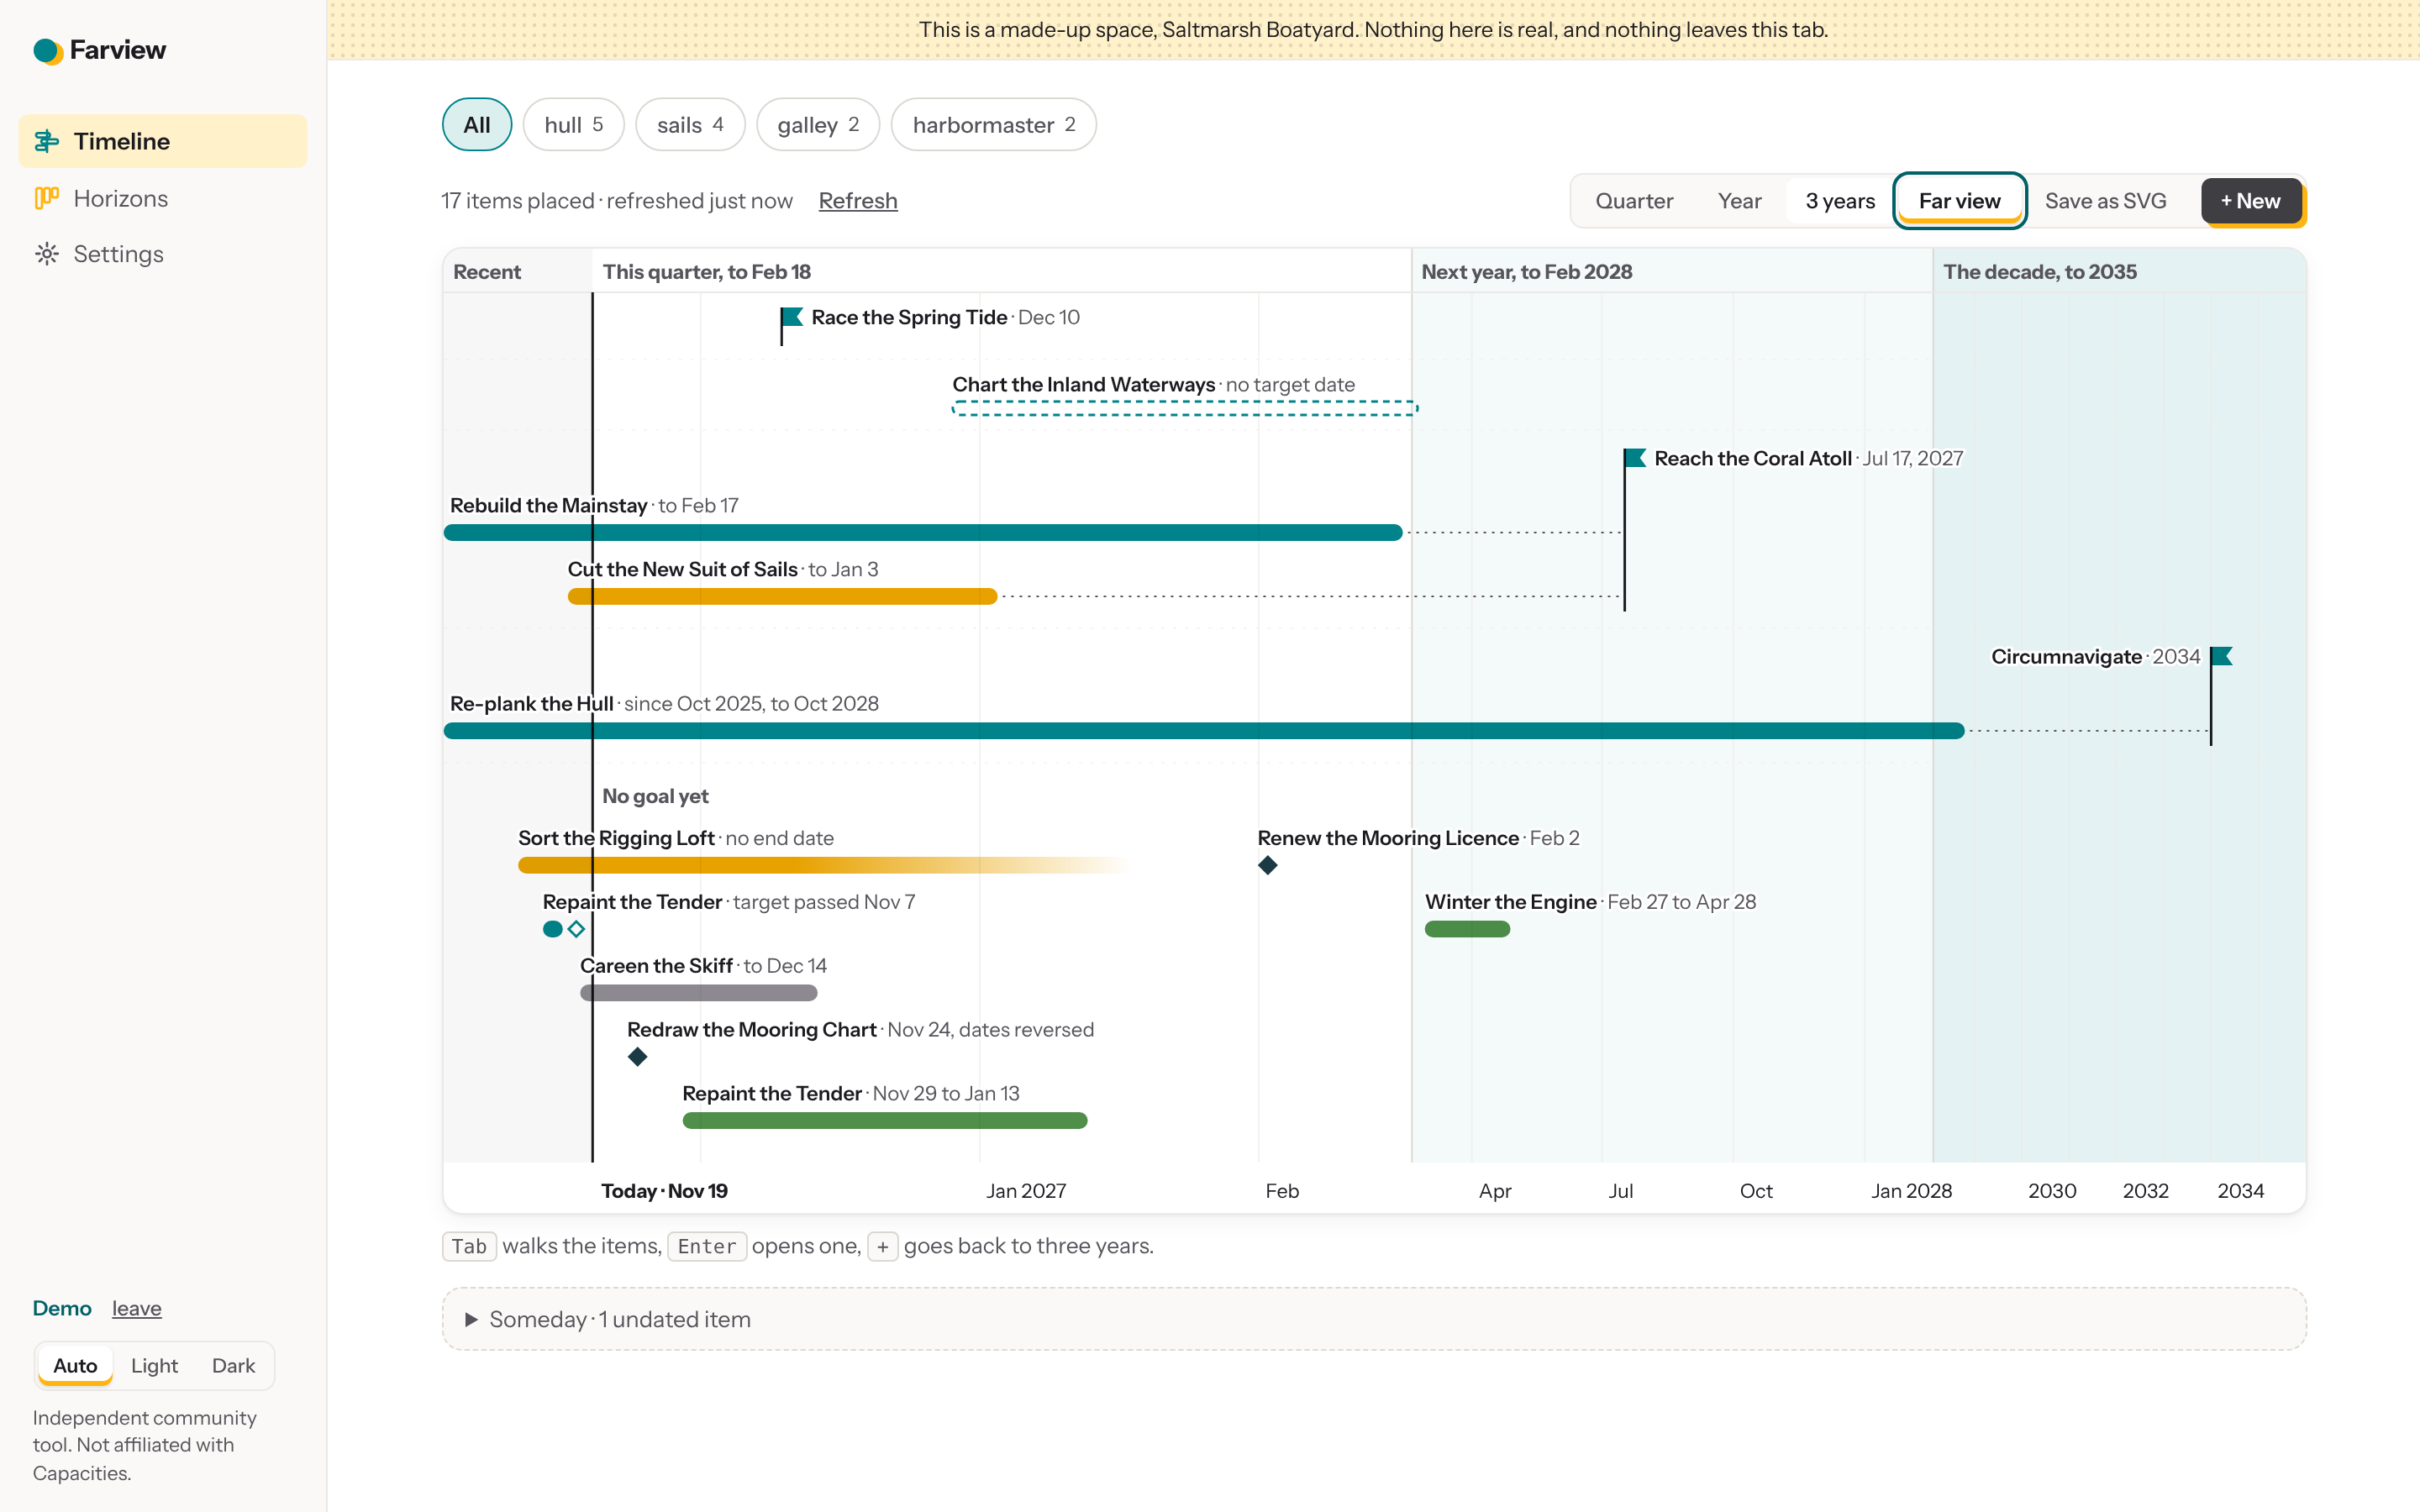 Farview
Timeline
Horizons
Settings
This is a made-up space, Saltmarsh Boatyard. Nothing here is real, and nothing leaves this tab.
All
hull 5
sails 4
galley 2
harbormaster 2
17 items placed · refreshed just now Refresh
Quarter Year 3 years Far view Save as SVG + New
Recent This quarter, to Feb 18 Next year, to Feb 2028 The decade, to 2035
Race the Spring Tide · Dec 10
Chart the Inland Waterways · no target date
Reach the Coral Atoll · Jul 17, 2027
Rebuild the Mainstay · to Feb 17
Cut the New Suit of Sails · to Jan 3
Circumnavigate · 2034
Re-plank the Hull · since Oct 2025, to Oct 2028
No goal yet
Sort the Rigging Loft · no end date
Renew the Mooring Licence · Feb 2
Repaint the Tender · target passed Nov 7
Winter the Engine · Feb 27 to Apr 28
Careen the Skiff · to Dec 14
Redraw the Mooring Chart · Nov 24, dates reversed
Repaint the Tender · Nov 29 to Jan 13
Today · Nov 19 Jan 2027 Feb Apr Jul Oct Jan 2028 2030 2032 2034
Tab walks the items, Enter opens one, + goes back to three years.
Someday · 1 undated item
Demo leave
Auto Light Dark
Independent community
tool. Not affiliated with
Capacities.